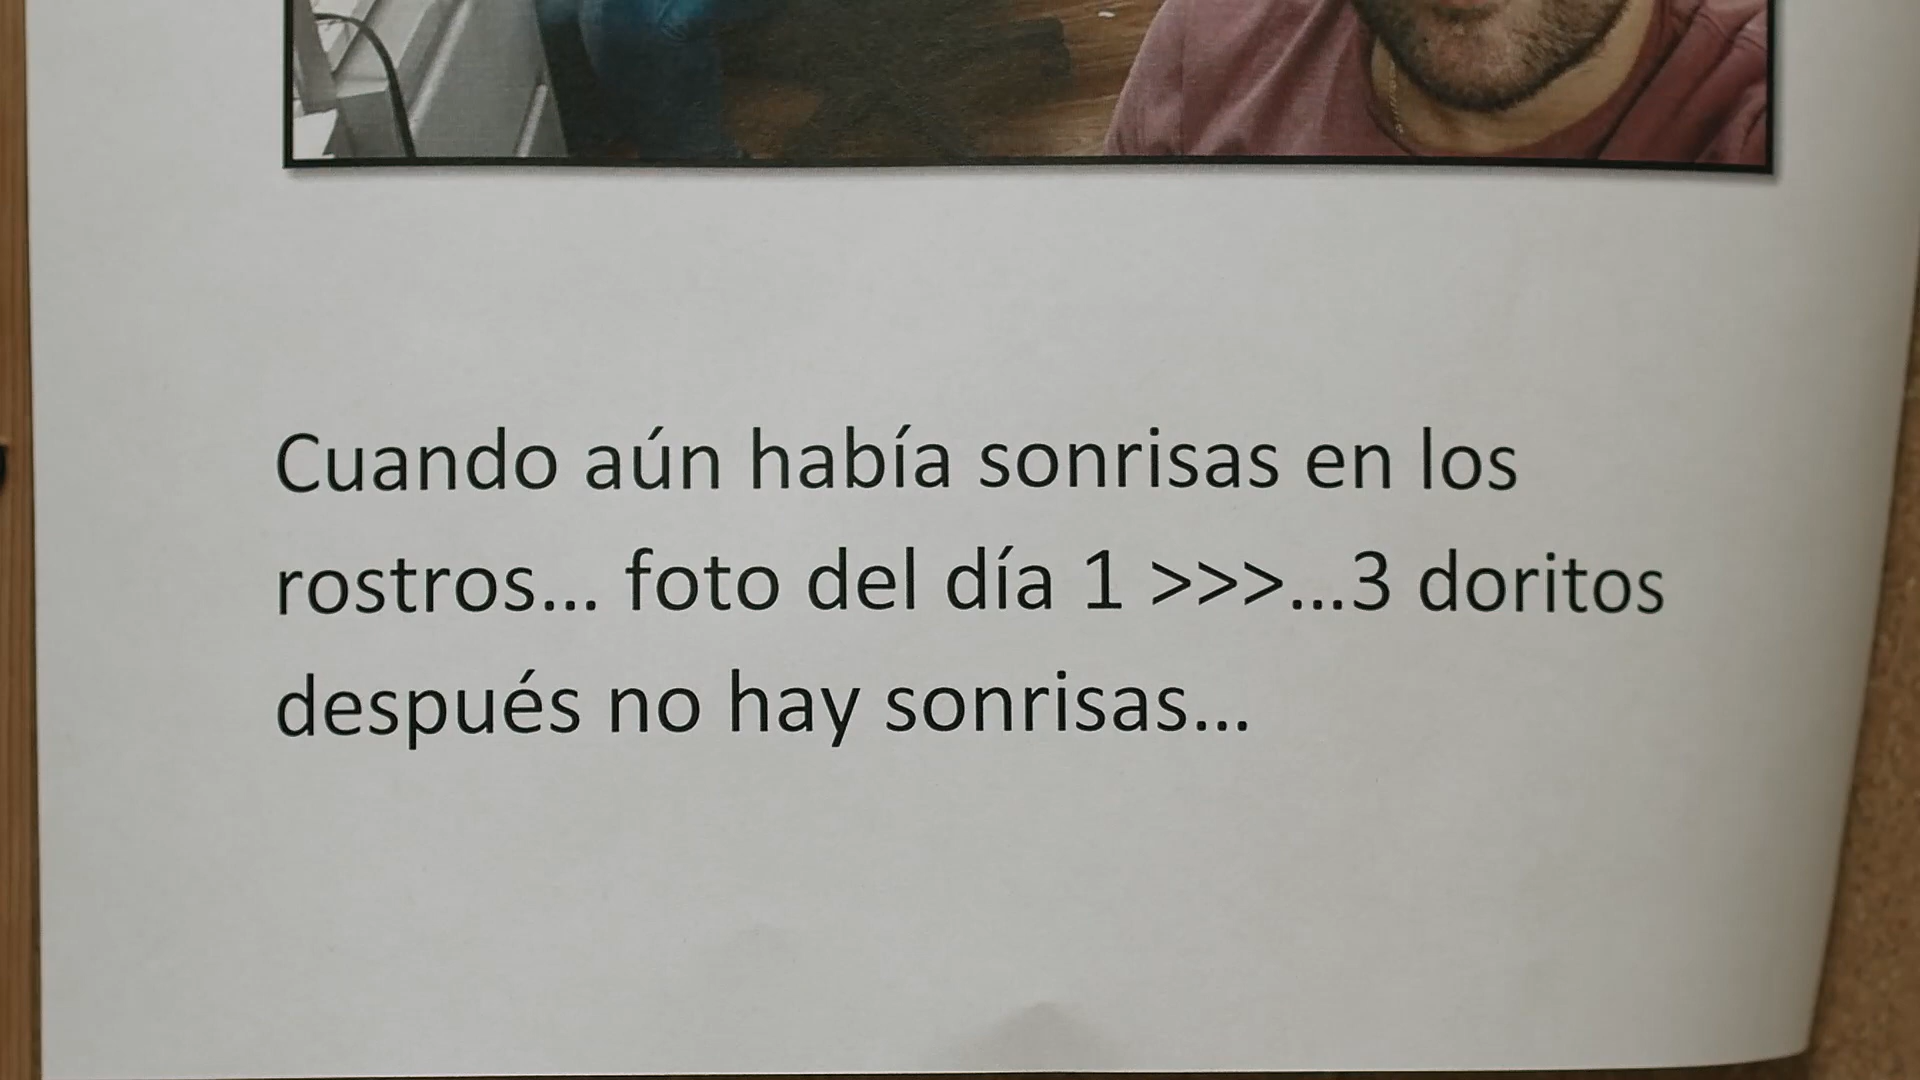 Cuando aún había sonrisas en los
rostros... foto del día 1 >>>...3 doritos
después no hay sonrisas...